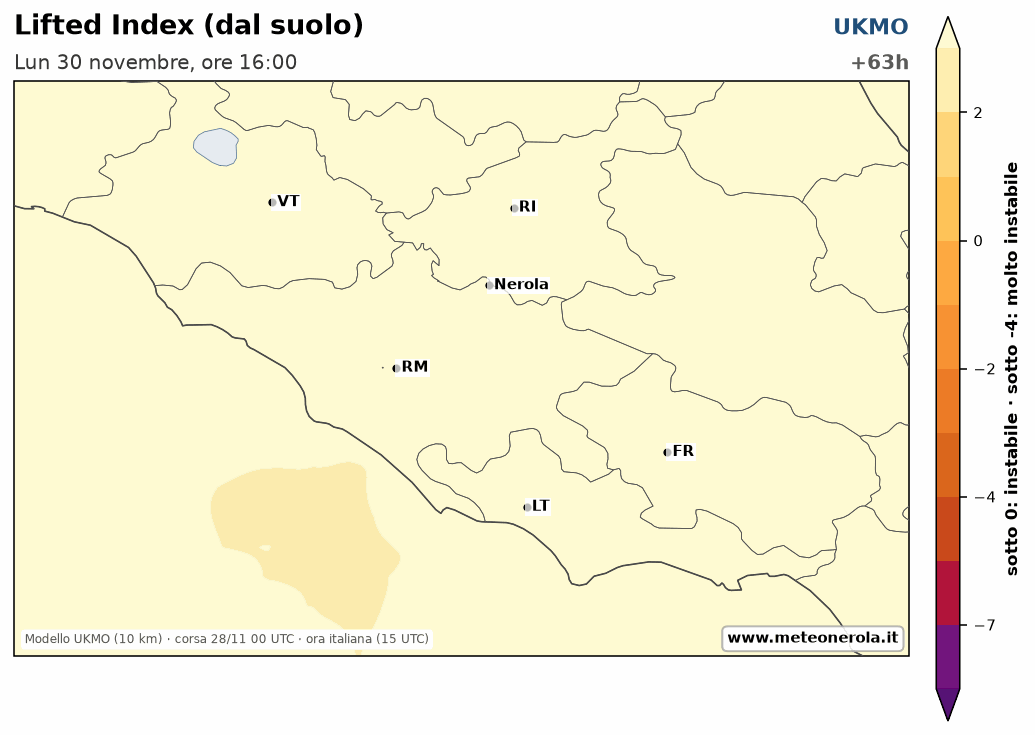 Lifted Index (dal suolo)
UKMO
Lun 30 novembre, ore 16:00
+63h
VT
RI
Nerola
RM
FR
LT
2
0
−2
−4
−7
sotto 0: instabile · sotto -4: molto instabile
Modello UKMO (10 km) · corsa 28/11 00 UTC · ora italiana (15 UTC)
www.meteonerola.it